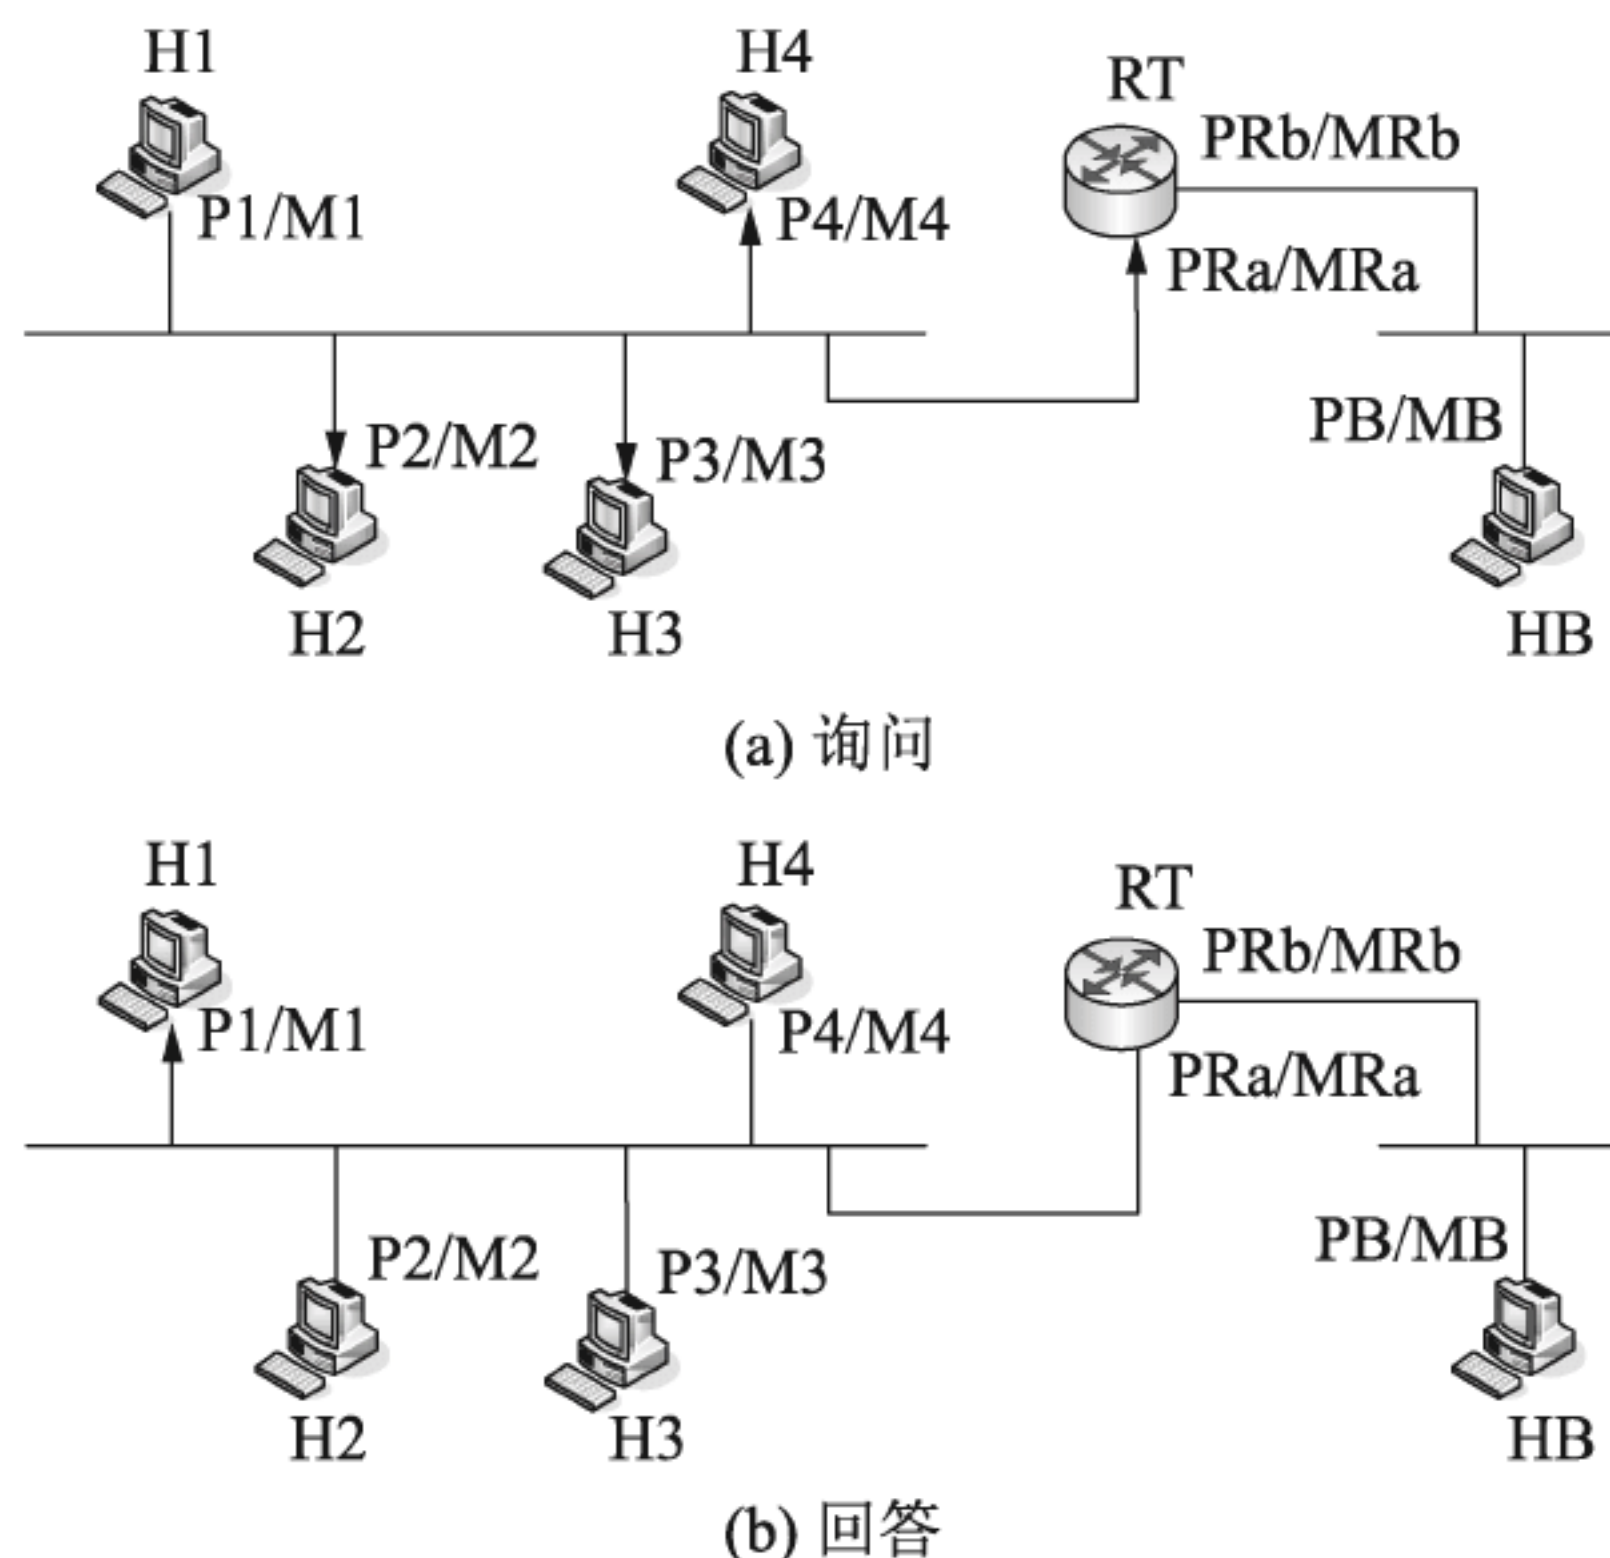 H1
H4
RT
PRb/MRb
P1/M1
P4/M4
PRa/MRa
P2/M2
P3/M3
PB/MB
H2
H3
HB
(a) 询问
H1
H4
RT
PRb/MRb
P1/M1
P4/M4
PRa/MRa
P2/M2
P3/M3
PB/MB
H2
H3
HB
(b) 回答